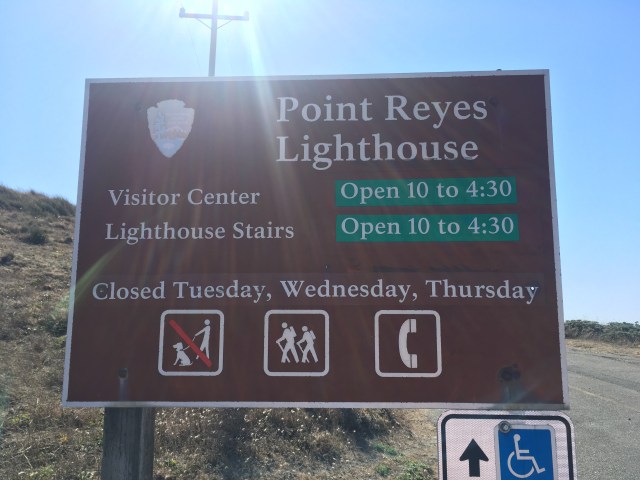 Point Reyes
Lighthouse
Visitor Center Open 10 to 4:30
Lighthouse Stairs Open 10 to 4:30
Closed Tuesday, Wednesday, Thursday